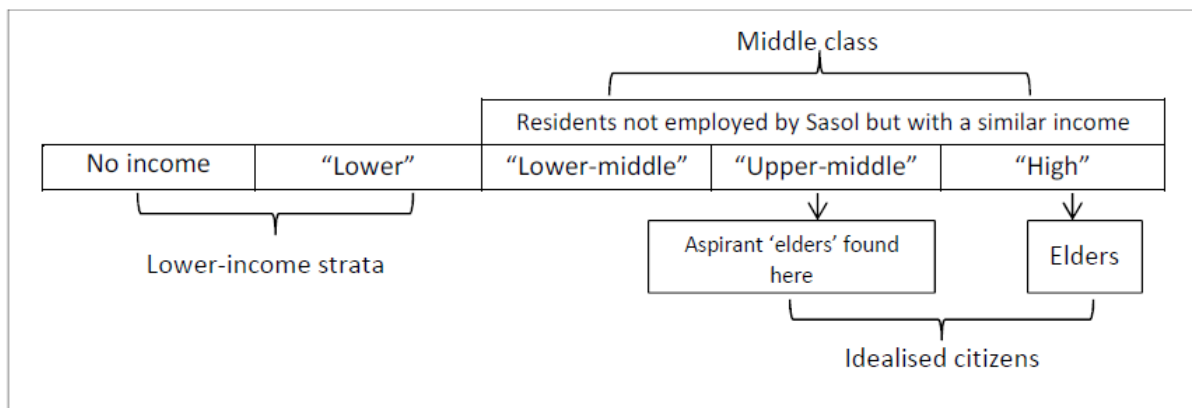 Middle class
Residents not employed by Sasol but with a similar income
No income “Lower” “Lower-middle” “Upper-middle” “High”
Lower-income strata
Aspirant ‘elders’ found
here
Elders
Idealised citizens